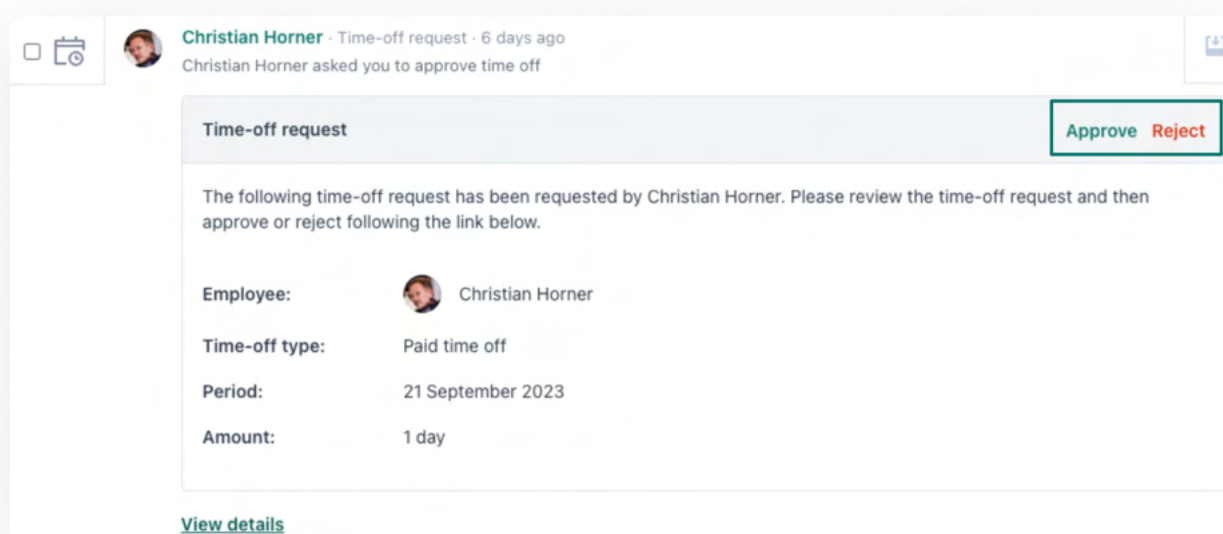 Christian Horner · Time-off request · 6 days ago
Christian Horner asked you to approve time off
Time-off request
Approve Reject
The following time-off request has been requested by Christian Horner. Please review the time-off request and then
approve or reject following the link below.
Employee: Christian Horner
Time-off type: Paid time off
Period: 21 September 2023
Amount: 1 day
View details